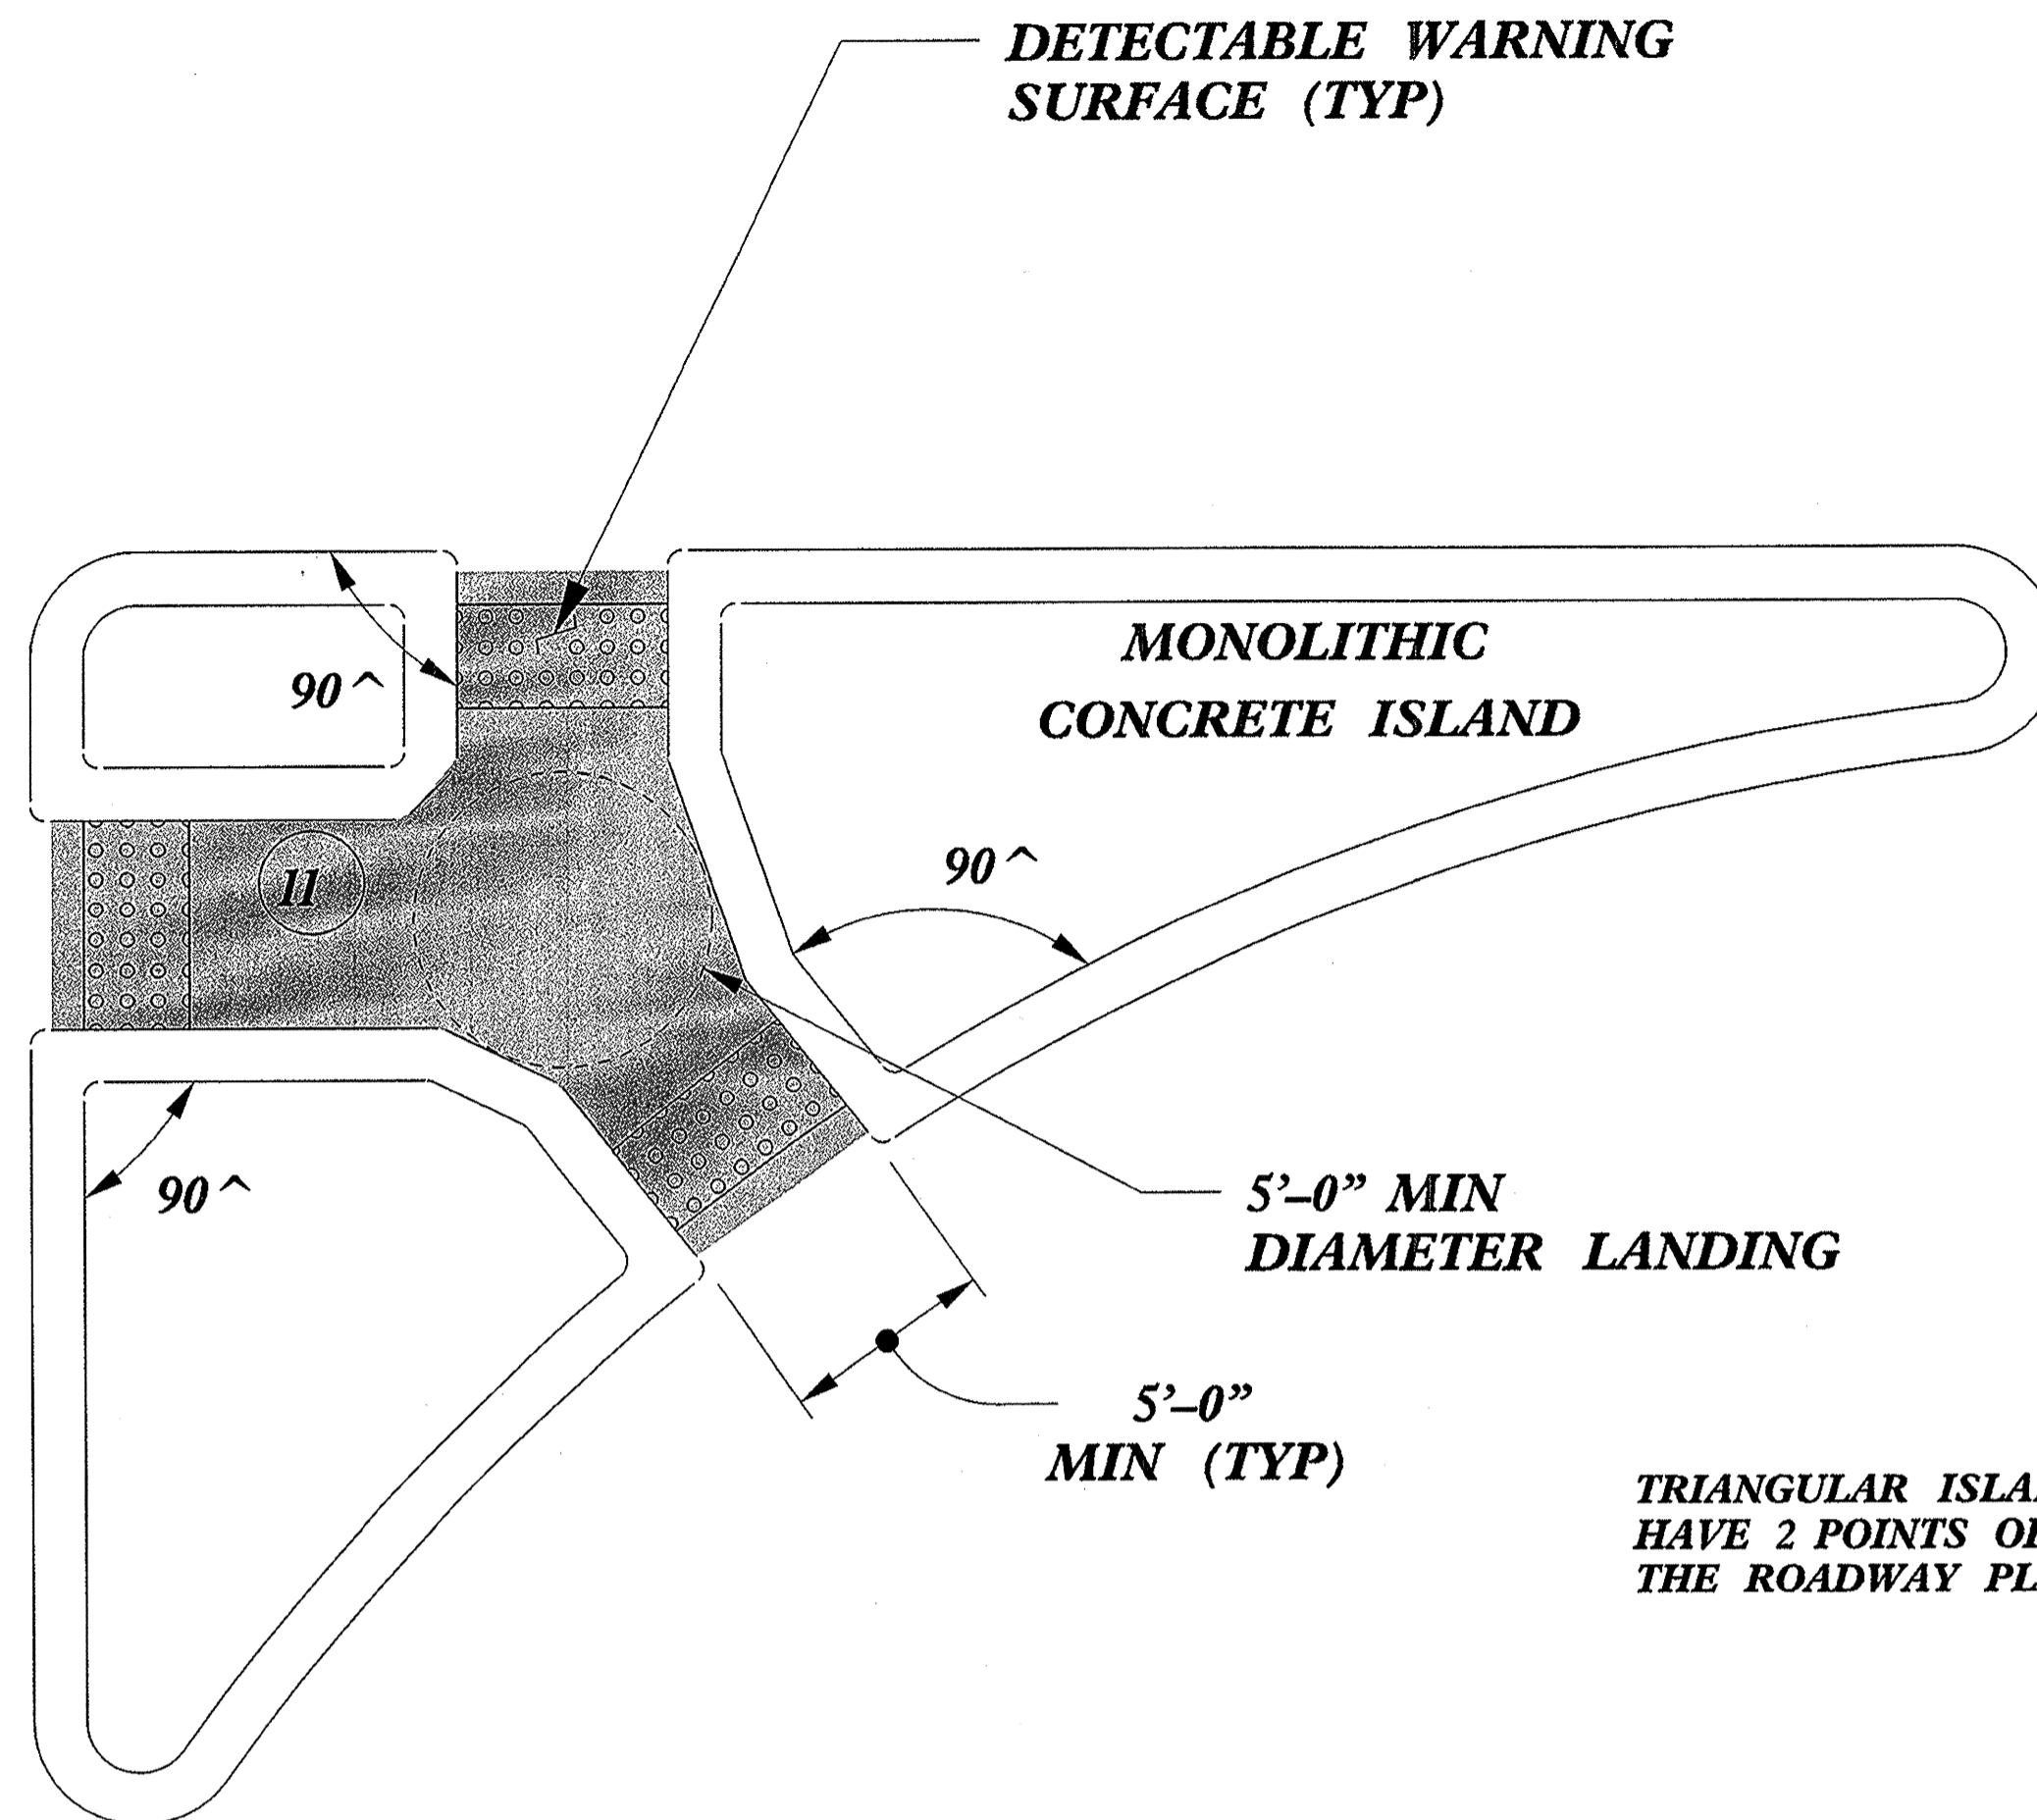 DETECTABLE WARNING
SURFACE (TYP)
MONOLITHIC
CONCRETE ISLAND
90^
11
90^
90^
5’–0” MIN
DIAMETER LANDING
5’–0”
MIN (TYP)
TRIANGULAR
HAVE 2 POINTS
THE ROADWAY